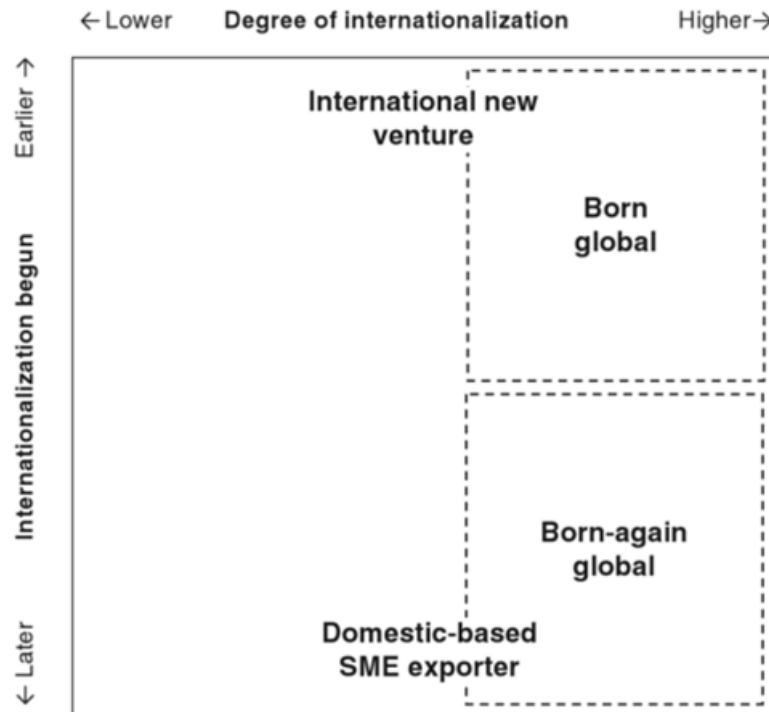 ← Lower Degree of internationalization Higher→
Earlier →
Internationalization begun
← Later
International new
venture
Born
global
Born-again
global
Domestic-based
SME exporter